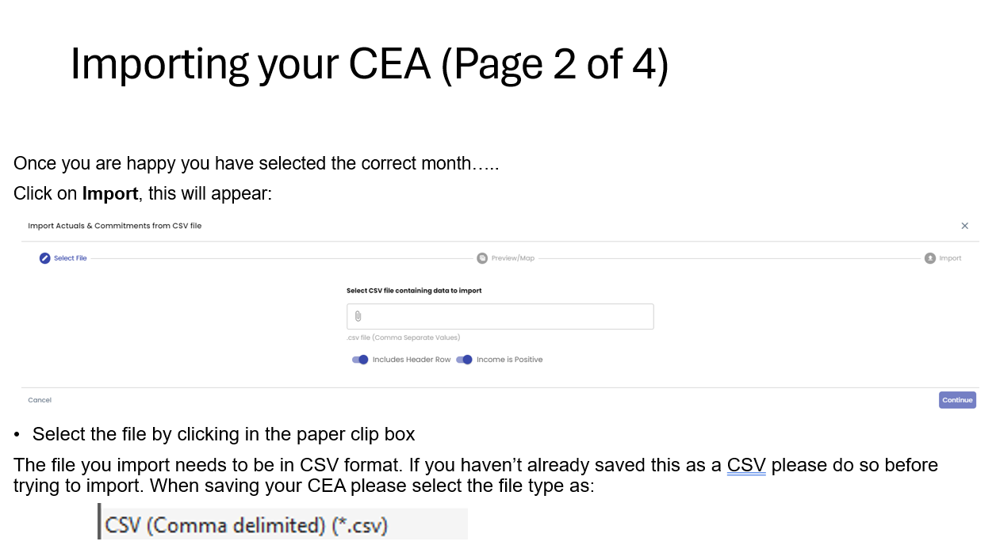 Importing your CEA (Page 2 of 4)
Once you are happy you have selected the correct month…..
Click on Import, this will appear:
Import Actuals & Commitments from CSV file
Select File
Preview/Map
Import
Select CSV file containing data to import
.csv file (Comma Separate Values)
Includes Header Row Income is Positive
Cancel
Continue
• Select the file by clicking in the paper clip box
The file you import needs to be in CSV format. If you haven’t already saved this as a CSV please do so before
trying to import. When saving your CEA please select the file type as:
CSV (Comma delimited) (*.csv)